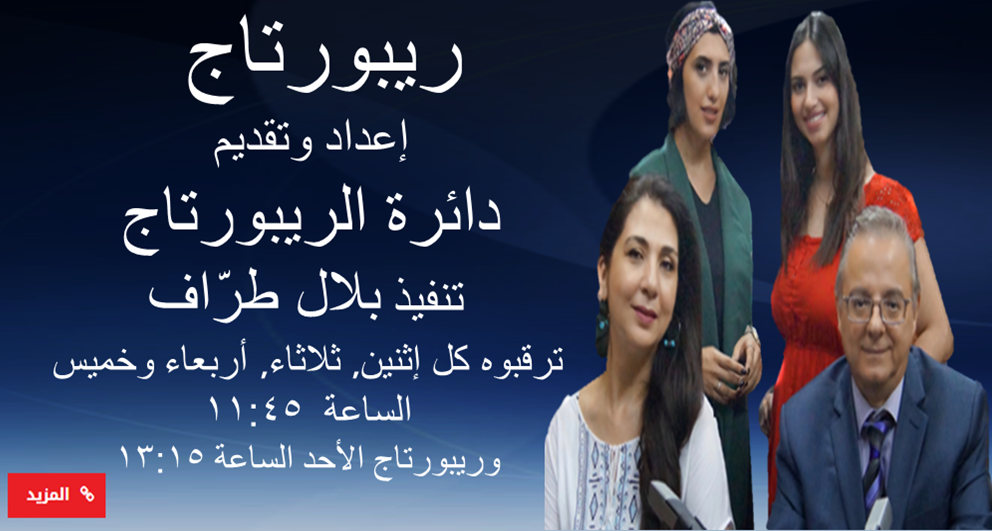 ريبورتاج
إعداد وتقديم
دائرة الريبورتاج
تنفيذ بلال طرّاف
ترقبوه كل إثنين, ثلاثاء, أربعاء وخميس
الساعة ١١:٤٥
وريبورتاج الأحد الساعة ١٣:١٥
المزيد